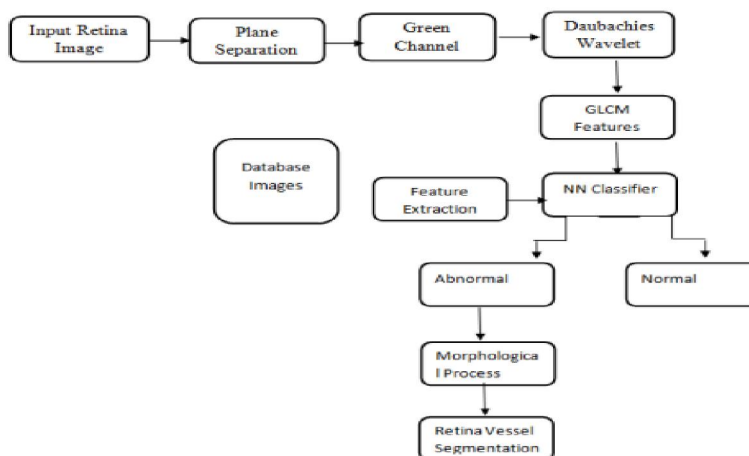 Input Retina
Image
Plane
Separation
Green
Channel
Daubachies
Wavelet
GLCM
Features
Database
Images
Feature
Extraction
NN Classifier
Abnormal
Normal
Morphologica
l Process
Retina Vessel
Segmentation